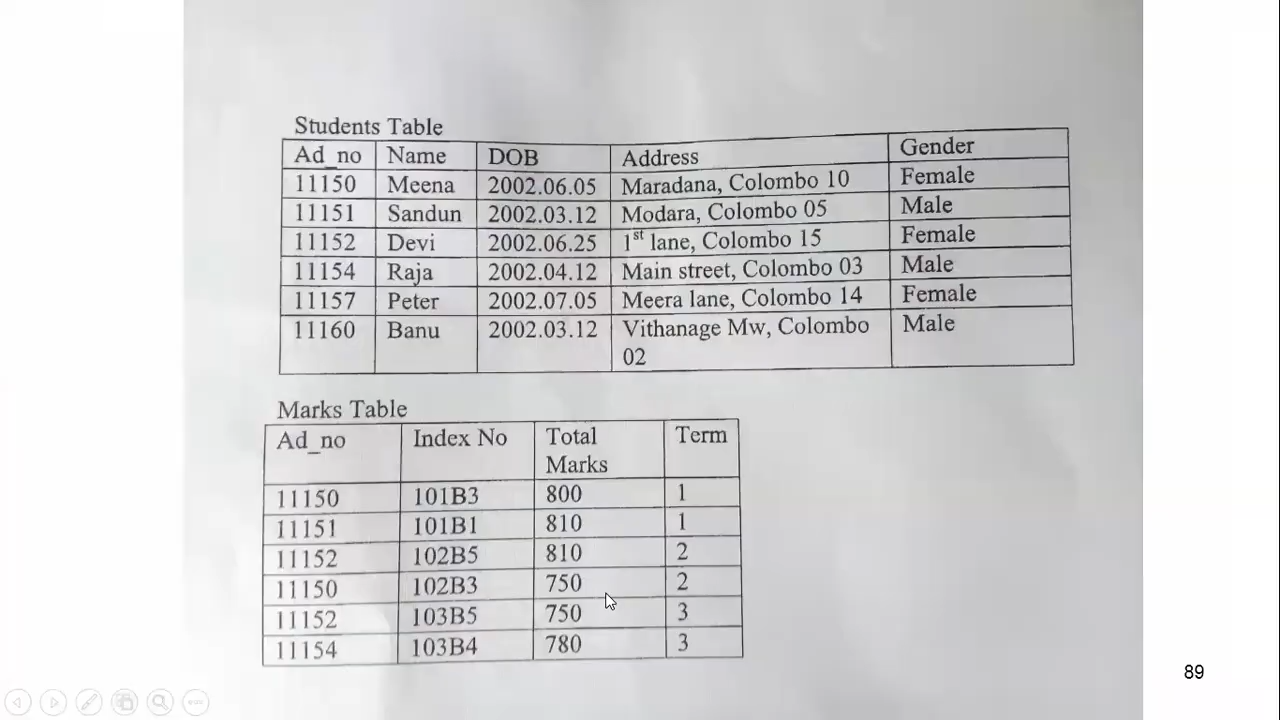 Students Table
Ad_no Name DOB Address Gender
11150 Meena 2002.06.05 Maradana, Colombo 10 Female
11151 Sandun 2002.03.12 Modara, Colombo 05 Male
11152 Devi 2002.06.25 1st lane, Colombo 15 Female
11154 Raja 2002.04.12 Main street, Colombo 03 Male
11157 Peter 2002.07.05 Meera lane, Colombo 14 Female
11160 Banu 2002.03.12 Vithanage Mw, Colombo Male
02
Marks Table
Ad_no Index No Total Term
Marks
11150 101B3 800 1
11151 101B1 810 1
11152 102B5 810 2
11150 102B3 750 2
11152 103B5 750 3
11154 103B4 780 3
89